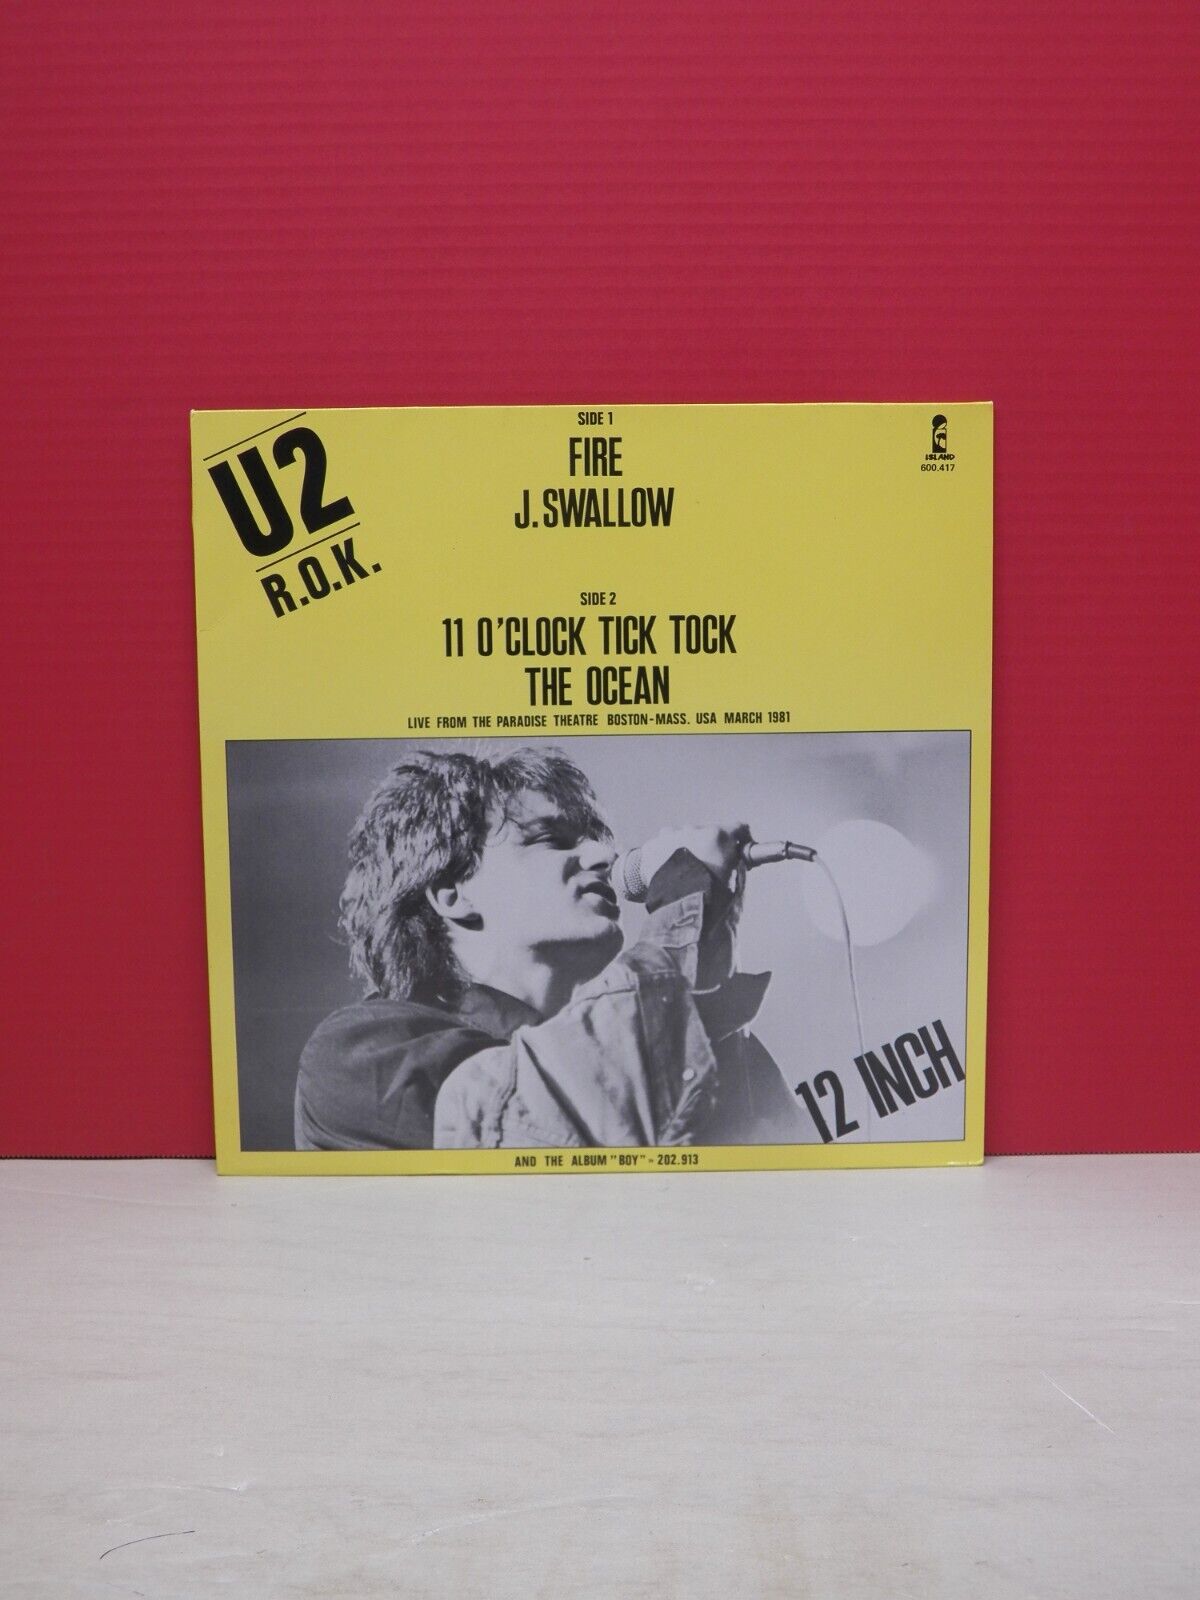 U2
R.O.K.
SIDE 1
FIRE
J. SWALLOW
ISLAND
600.417
SIDE 2
11 O'CLOCK TICK TOCK
THE OCEAN
LIVE FROM THE PARADISE THEATRE BOSTON-MASS. USA MARCH 1981
12 INCH
AND THE ALBUM "BOY" - 202.913